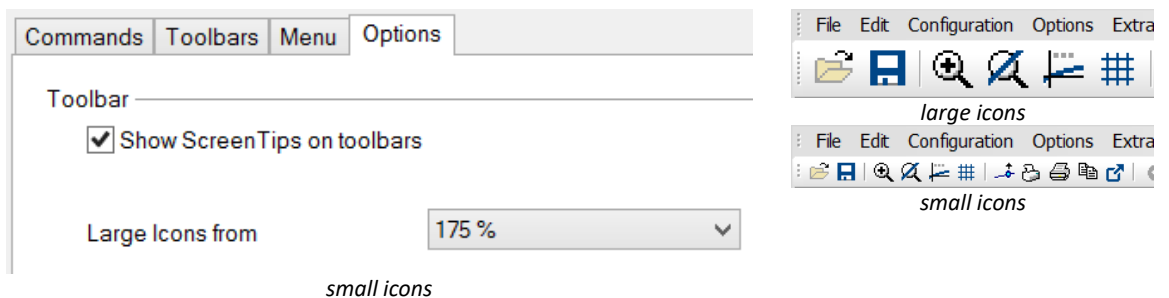 Commands Toolbars Menu Options
Toolbar
Show ScreenTips on toolbars
Large Icons from 175 %
small icons
File Edit Configuration Options Extra
large icons
File Edit Configuration Options Extra
small icons